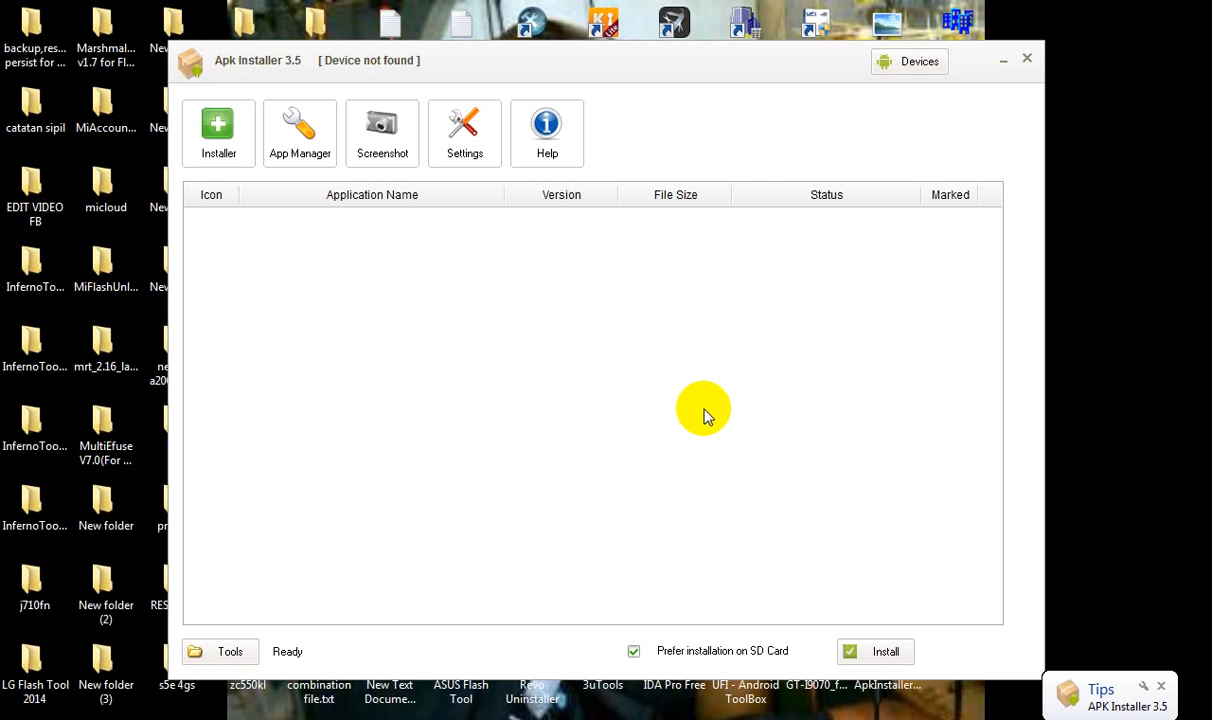 backup,res...
persist for ...
Marshmal...
v1.7 for Fl...
Apk Installer 3.5 [ Device not found ]
Devices
catatan sipil
MiAccoun...
Installer
App Manager
Screenshot
Settings
Help
Icon
Application Name
Version
File Size
Status
Marked
EDIT VIDEO
FB
micloud
InfernoToo...
MiFlashUnl...
InfernoToo...
mrt_2.16_la...
InfernoToo...
MultiEfuse
V7.0(For ...
InfernoToo...
New folder
j710fn
New folder
(2)
Tools
Ready
Prefer installation on SD Card
Install
LG Flash Tool
2014
New folder
(3)
s5e 4gs
zc550kl
combination
file.txt
New Text
Docume...
ASUS Flash
Tool
Revo
Uninstaller
3uTools
IDA Pro Free
UFI - Android
ToolBox
GT-I9070_f...
ApkInstaller...
Tips
APK Installer 3.5